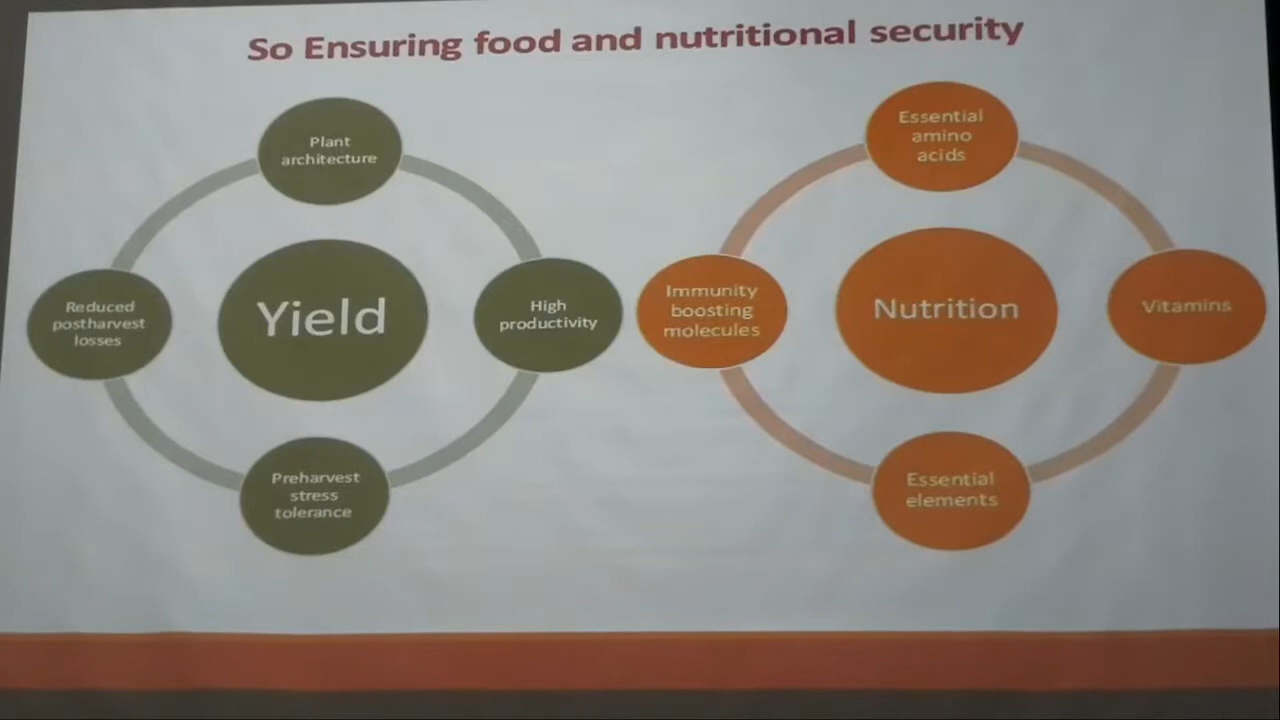 So Ensuring food and nutritional security
Plant
architecture
Reduced
postharvest
losses
Yield
High
productivity
Preharvest
stress
tolerance
Essential
amino
acids
Immunity
boosting
molecules
Nutrition
Vitamins
Essential
elements